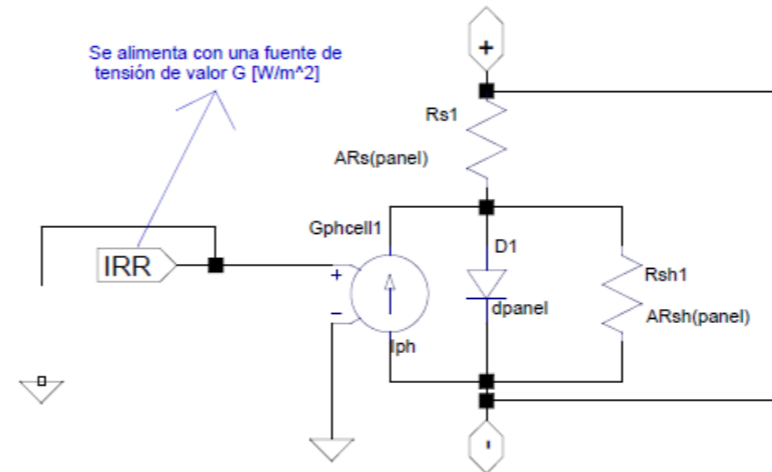 Se alimenta con una fuente de
tensión de valor G [W/m^2]
+
Rs1
ARs(panel)
Gphcell1
D1
IRR
+
Rsh1
dpanel
ARsh(panel)
-
Iph
-